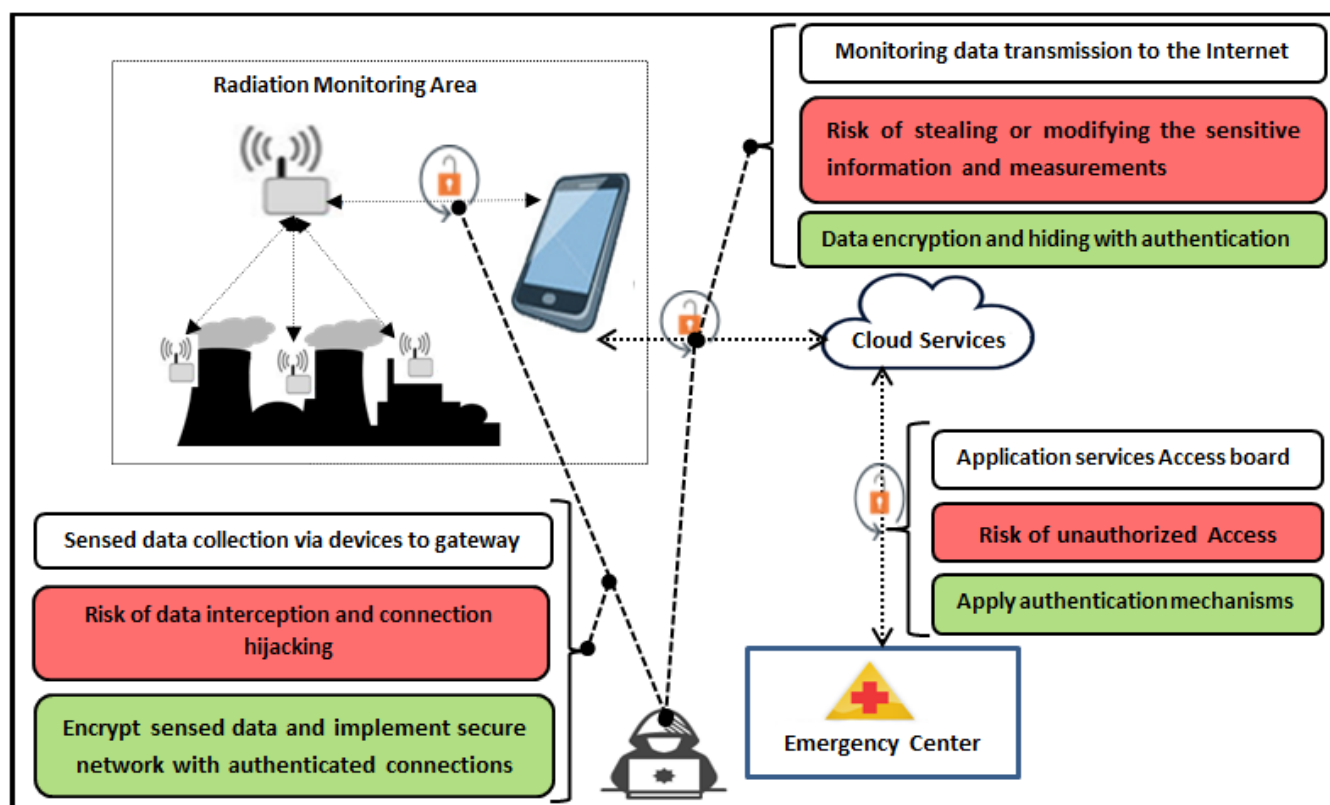 Radiation Monitoring Area
Monitoring data transmission to the Internet
Risk of stealing or modifying the sensitive
information and measurements
Data encryption and hiding with authentication
Cloud Services
Application services Access board
Risk of unauthorized Access
Apply authentication mechanisms
Sensed data collection via devices to gateway
Risk of data interception and connection
hijacking
Encrypt sensed data and implement secure
network with authenticated connections
Emergency Center